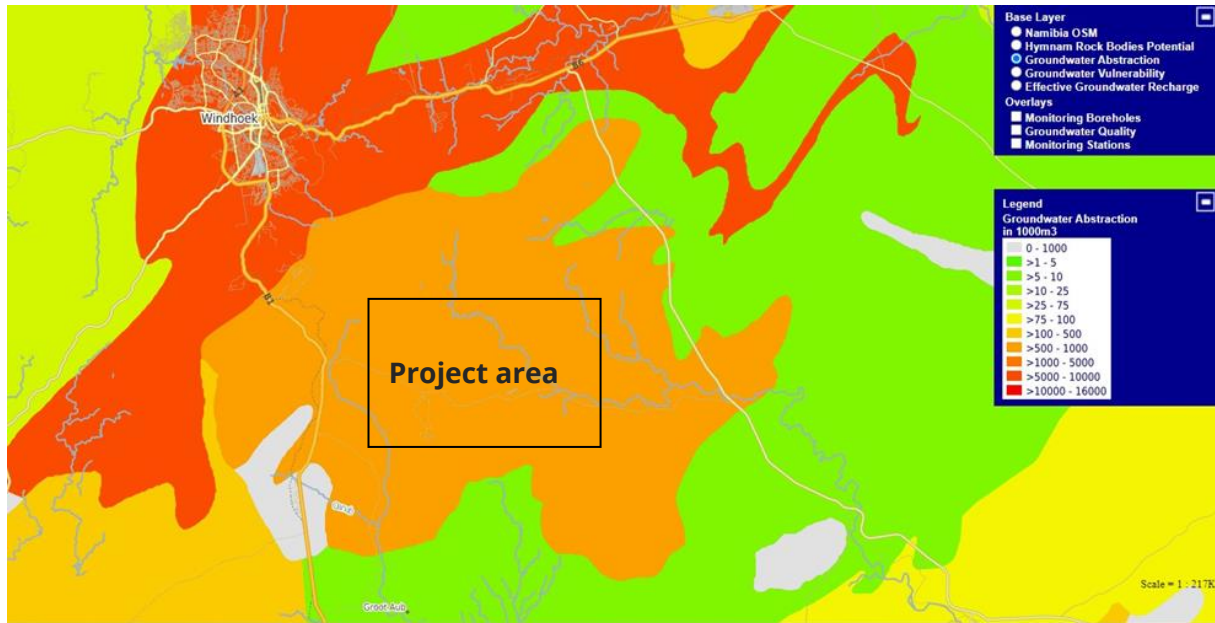 Windhoek
B6
B1
Project area
Groot Aub
Base Layer
Namibia OSM
Hymnam Rock Bodies Potential
Groundwater Abstraction
Groundwater Vulnerability
Effective Groundwater Recharge
Overlays
Monitoring Boreholes
Groundwater Quality
Monitoring Stations
Legend
Groundwater Abstraction
in 1000m3
0 - 1000
>1 - 5
>5 - 10
>10 - 25
>25 - 75
>75 - 100
>100 - 500
>500 - 1000
>1000 - 5000
>5000 - 10000
>10000 - 16000
Scale = 1 : 217K